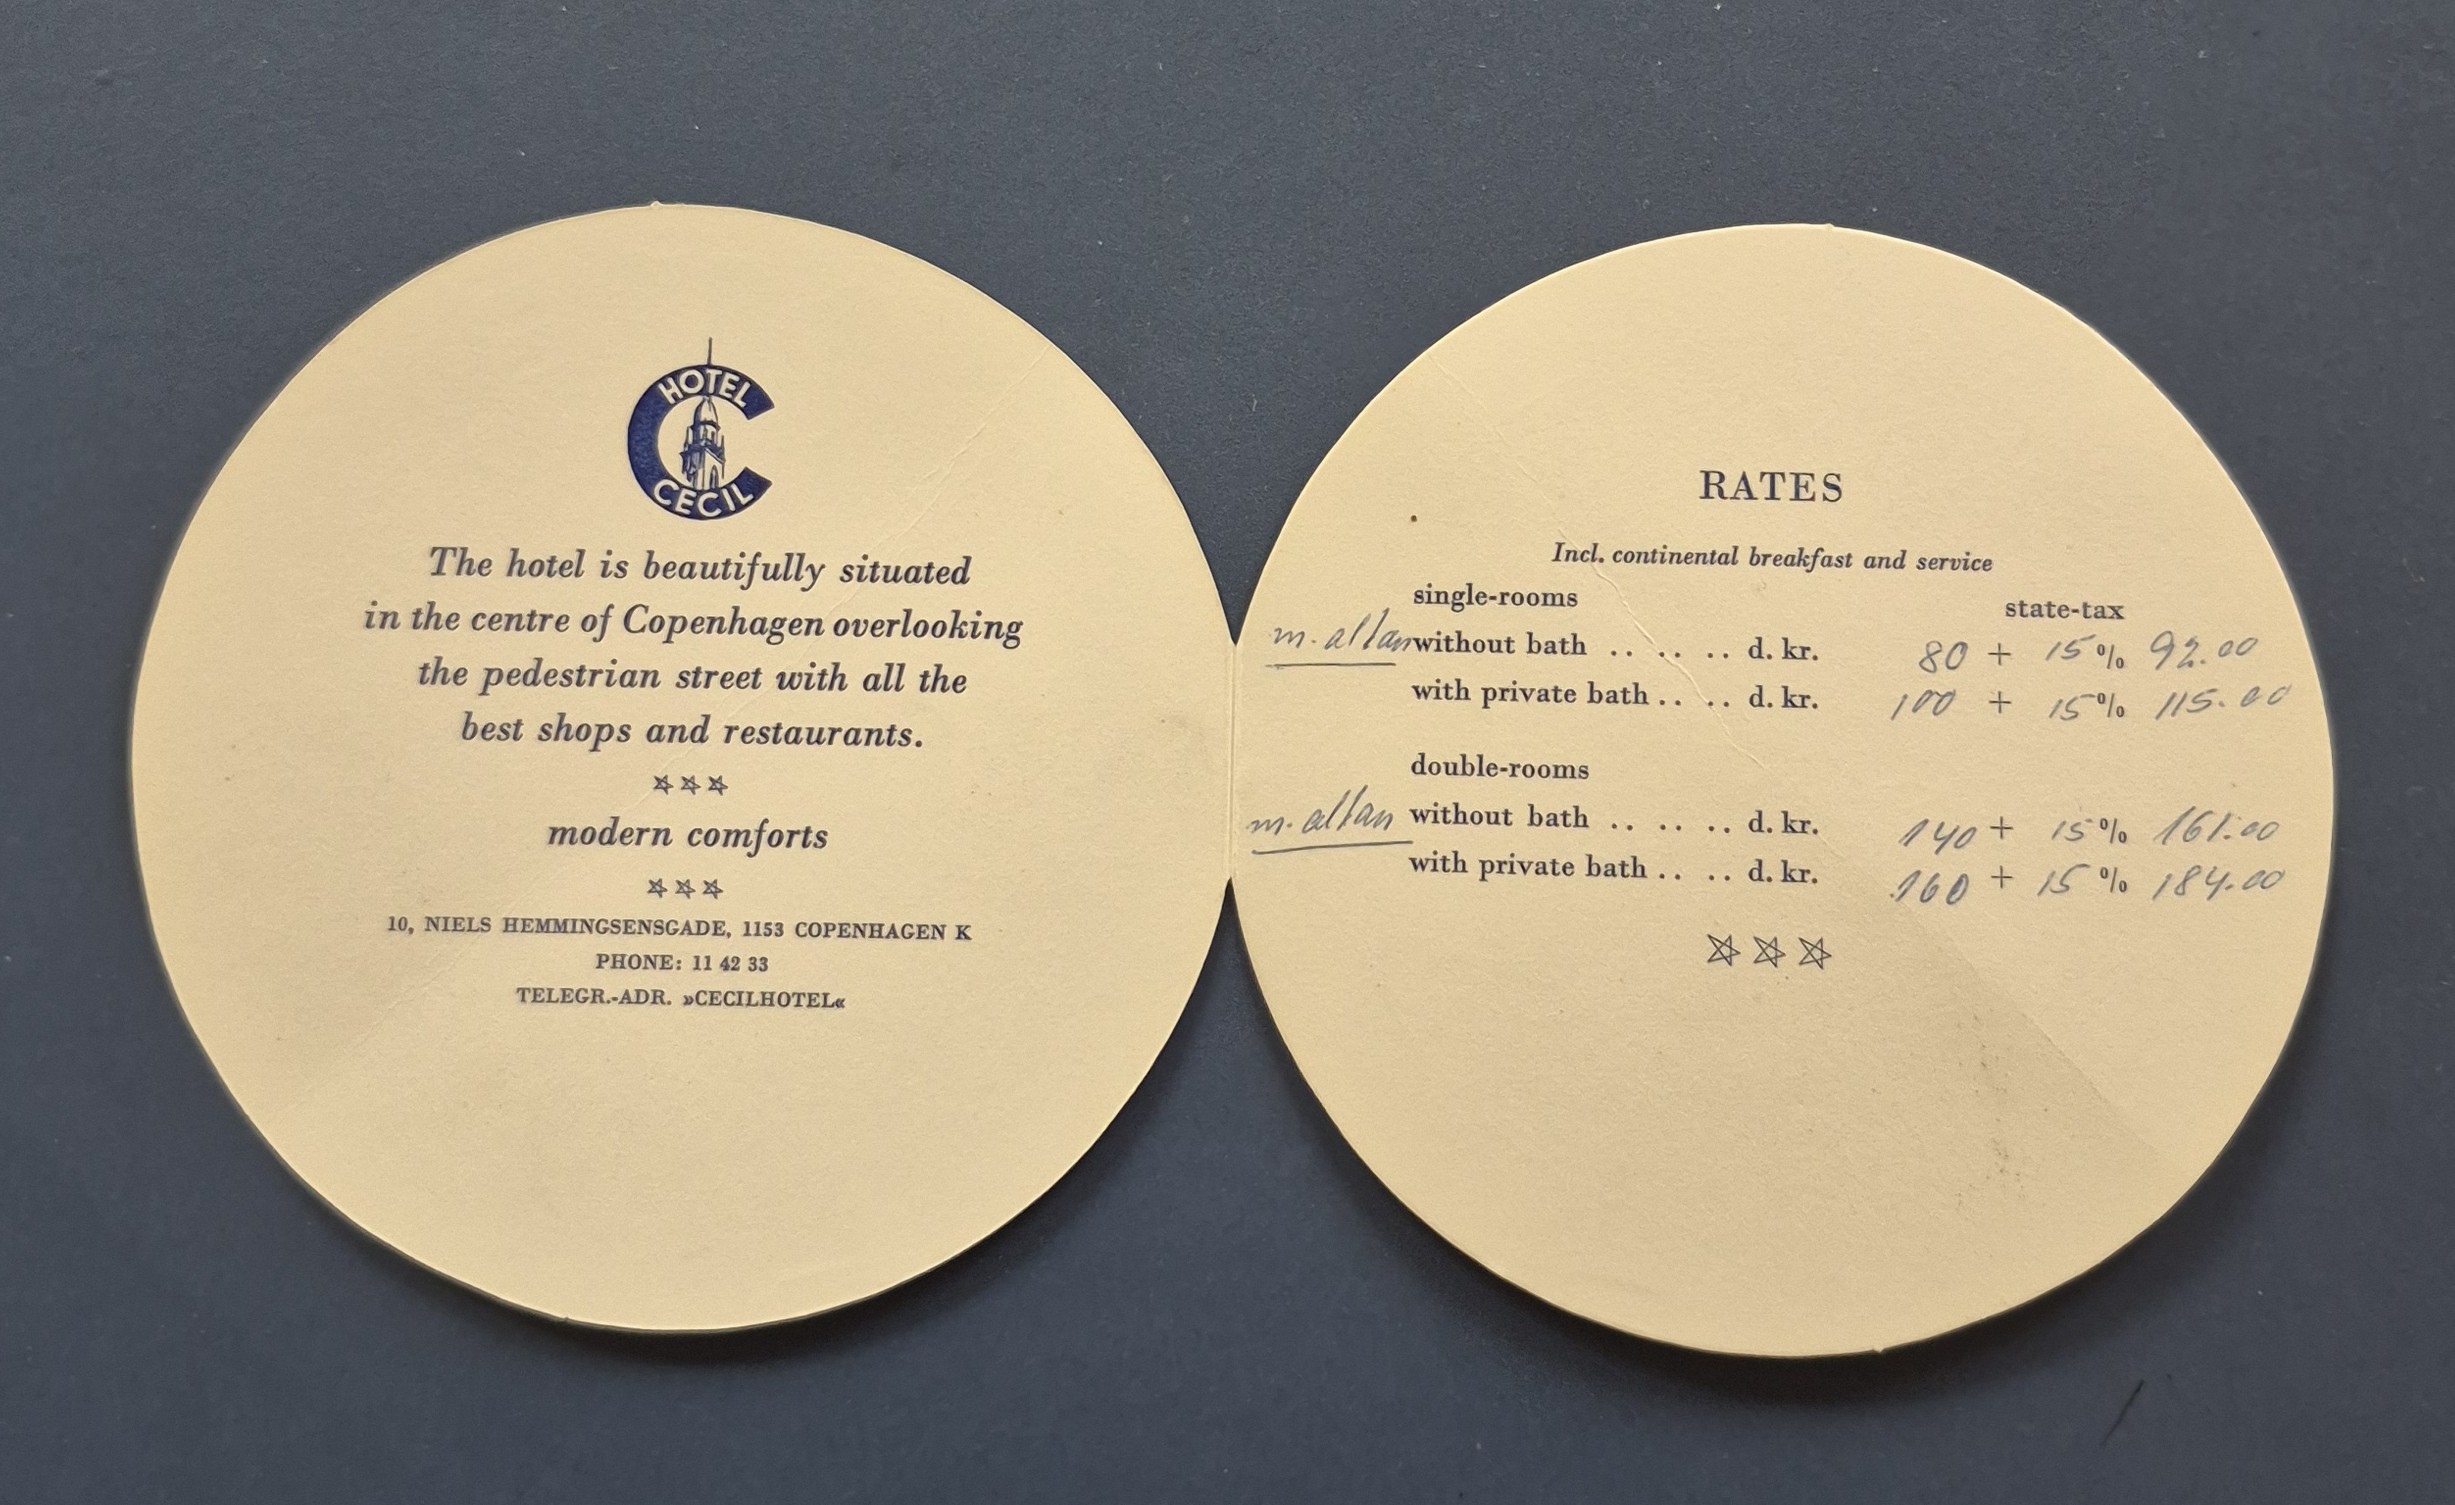 HOTEL
CECIL
The hotel is beautifully situated
in the centre of Copenhagen overlooking
the pedestrian street with all the
best shops and restaurants.
modern comforts
10, NIELS HEMMINGSENSGADE, 1153 COPENHAGEN K
PHONE: 11 42 33
TELEGR.-ADR. »CECILHOTEL«
RATES
Incl. continental breakfast and service
single-rooms state-tax
m. altan without bath .. .. .. d. kr. 80 + 15% 92.00
with private bath .. .. d. kr. 100 + 15% 115.00
double-rooms
m. altan without bath .. .. .. d. kr. 140 + 15% 161.00
with private bath .. .. d. kr. 160 + 15% 184.00